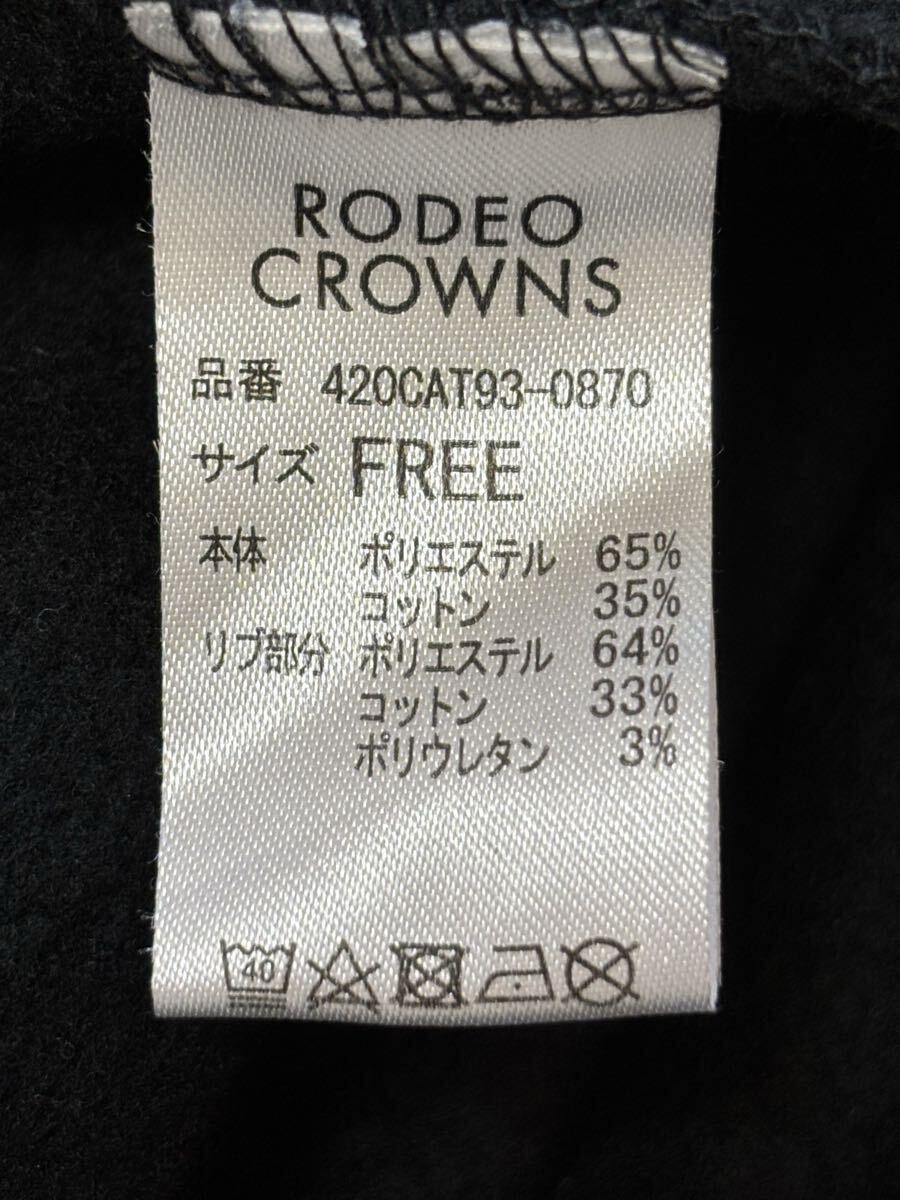 RODEO
CROWNS
品番 420CAT93-0870
サイズ FREE
本体 ポリエステル 65%
コットン 35%
リブ部分 ポリエステル 64%
コットン 33%
ポリウレタン 3%
40